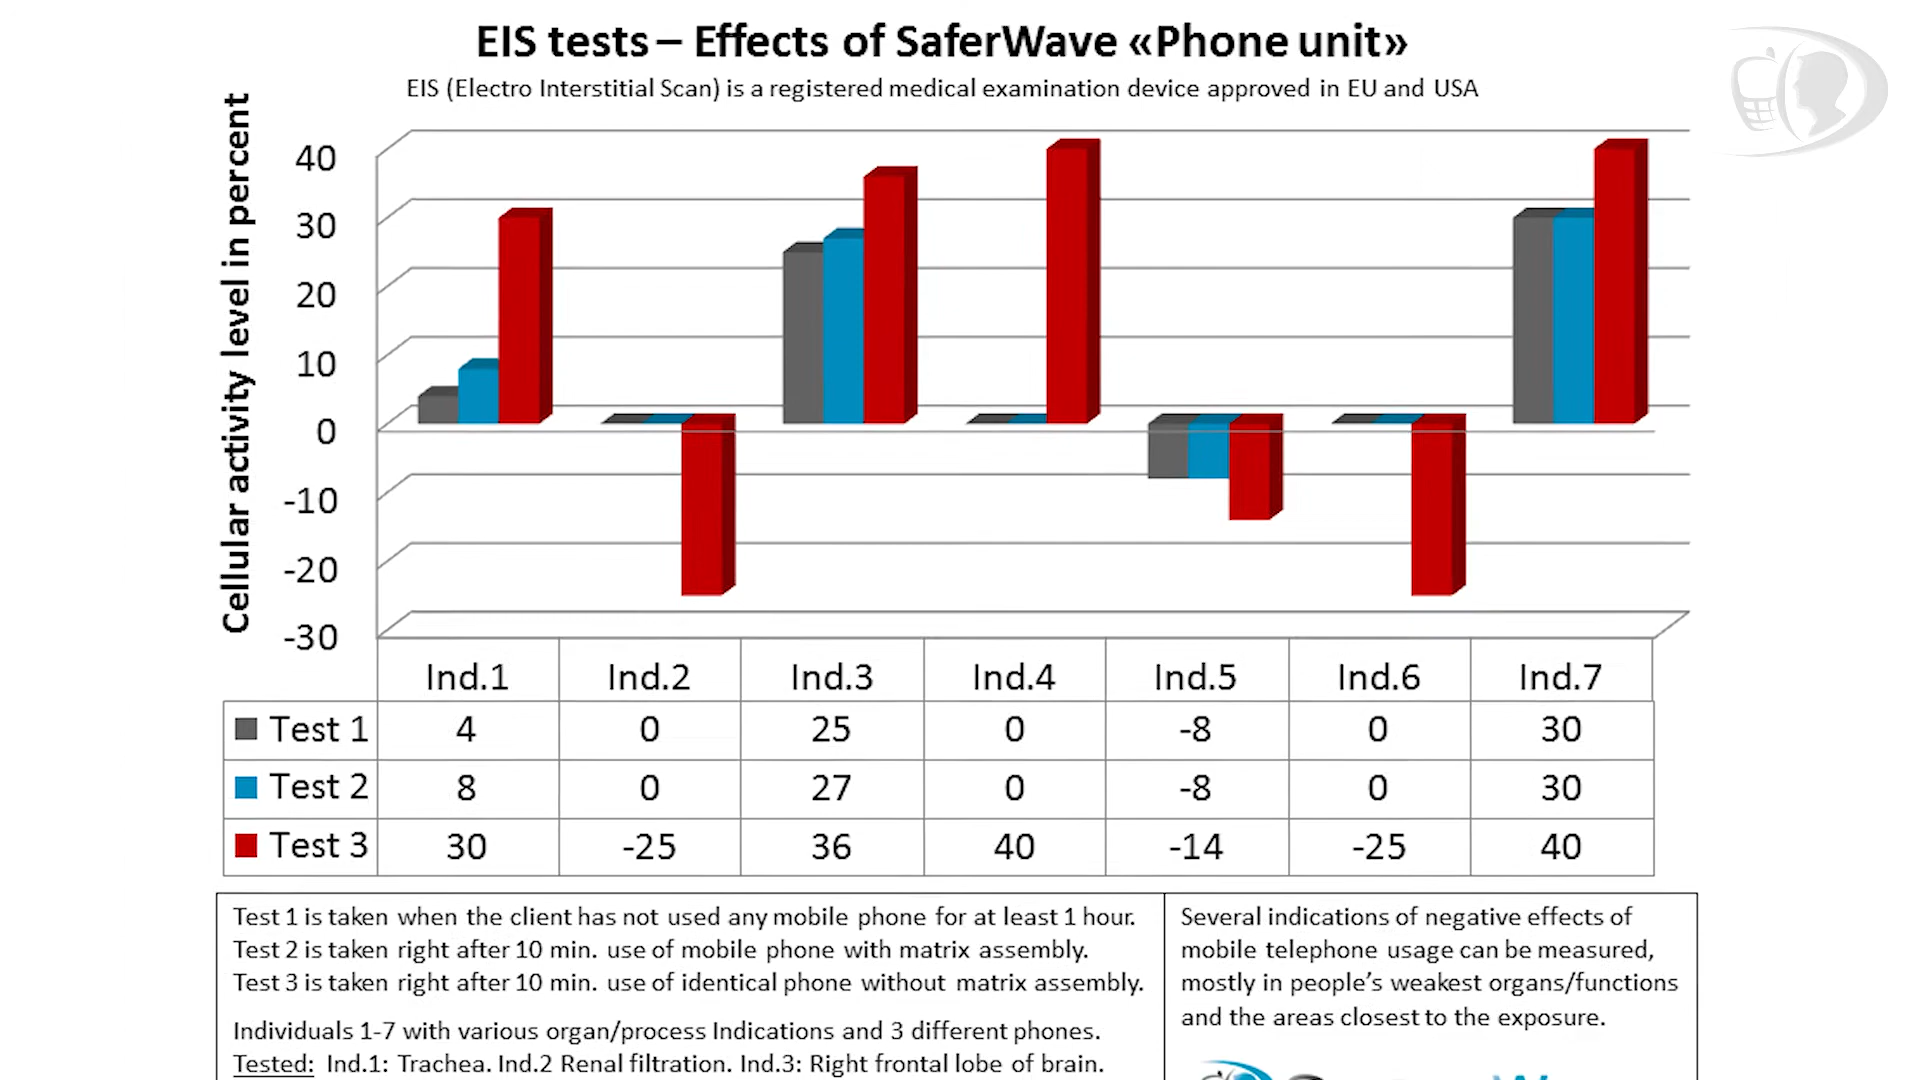 EIS tests – Effects of SaferWave «Phone unit»
EIS (Electro Interstitial Scan) is a registered medical examination device approved in EU and USA
Cellular activity level in percent
40
30
20
10
0
-10
-20
-30
Ind.1 Ind.2 Ind.3 Ind.4 Ind.5 Ind.6 Ind.7
Test 1 4 0 25 0 -8 0 30
Test 2 8 0 27 0 -8 0 30
Test 3 30 -25 36 40 -14 -25 40
Test 1 is taken when the client has not used any mobile phone for at least 1 hour.
Test 2 is taken right after 10 min. use of mobile phone with matrix assembly.
Test 3 is taken right after 10 min. use of identical phone without matrix assembly.
Individuals 1-7 with various organ/process Indications and 3 different phones.
Tested: Ind.1: Trachea. Ind.2 Renal filtration. Ind.3: Right frontal lobe of brain.
Several indications of negative effects of
mobile telephone usage can be measured,
mostly in people's weakest organs/functions
and the areas closest to the exposure.